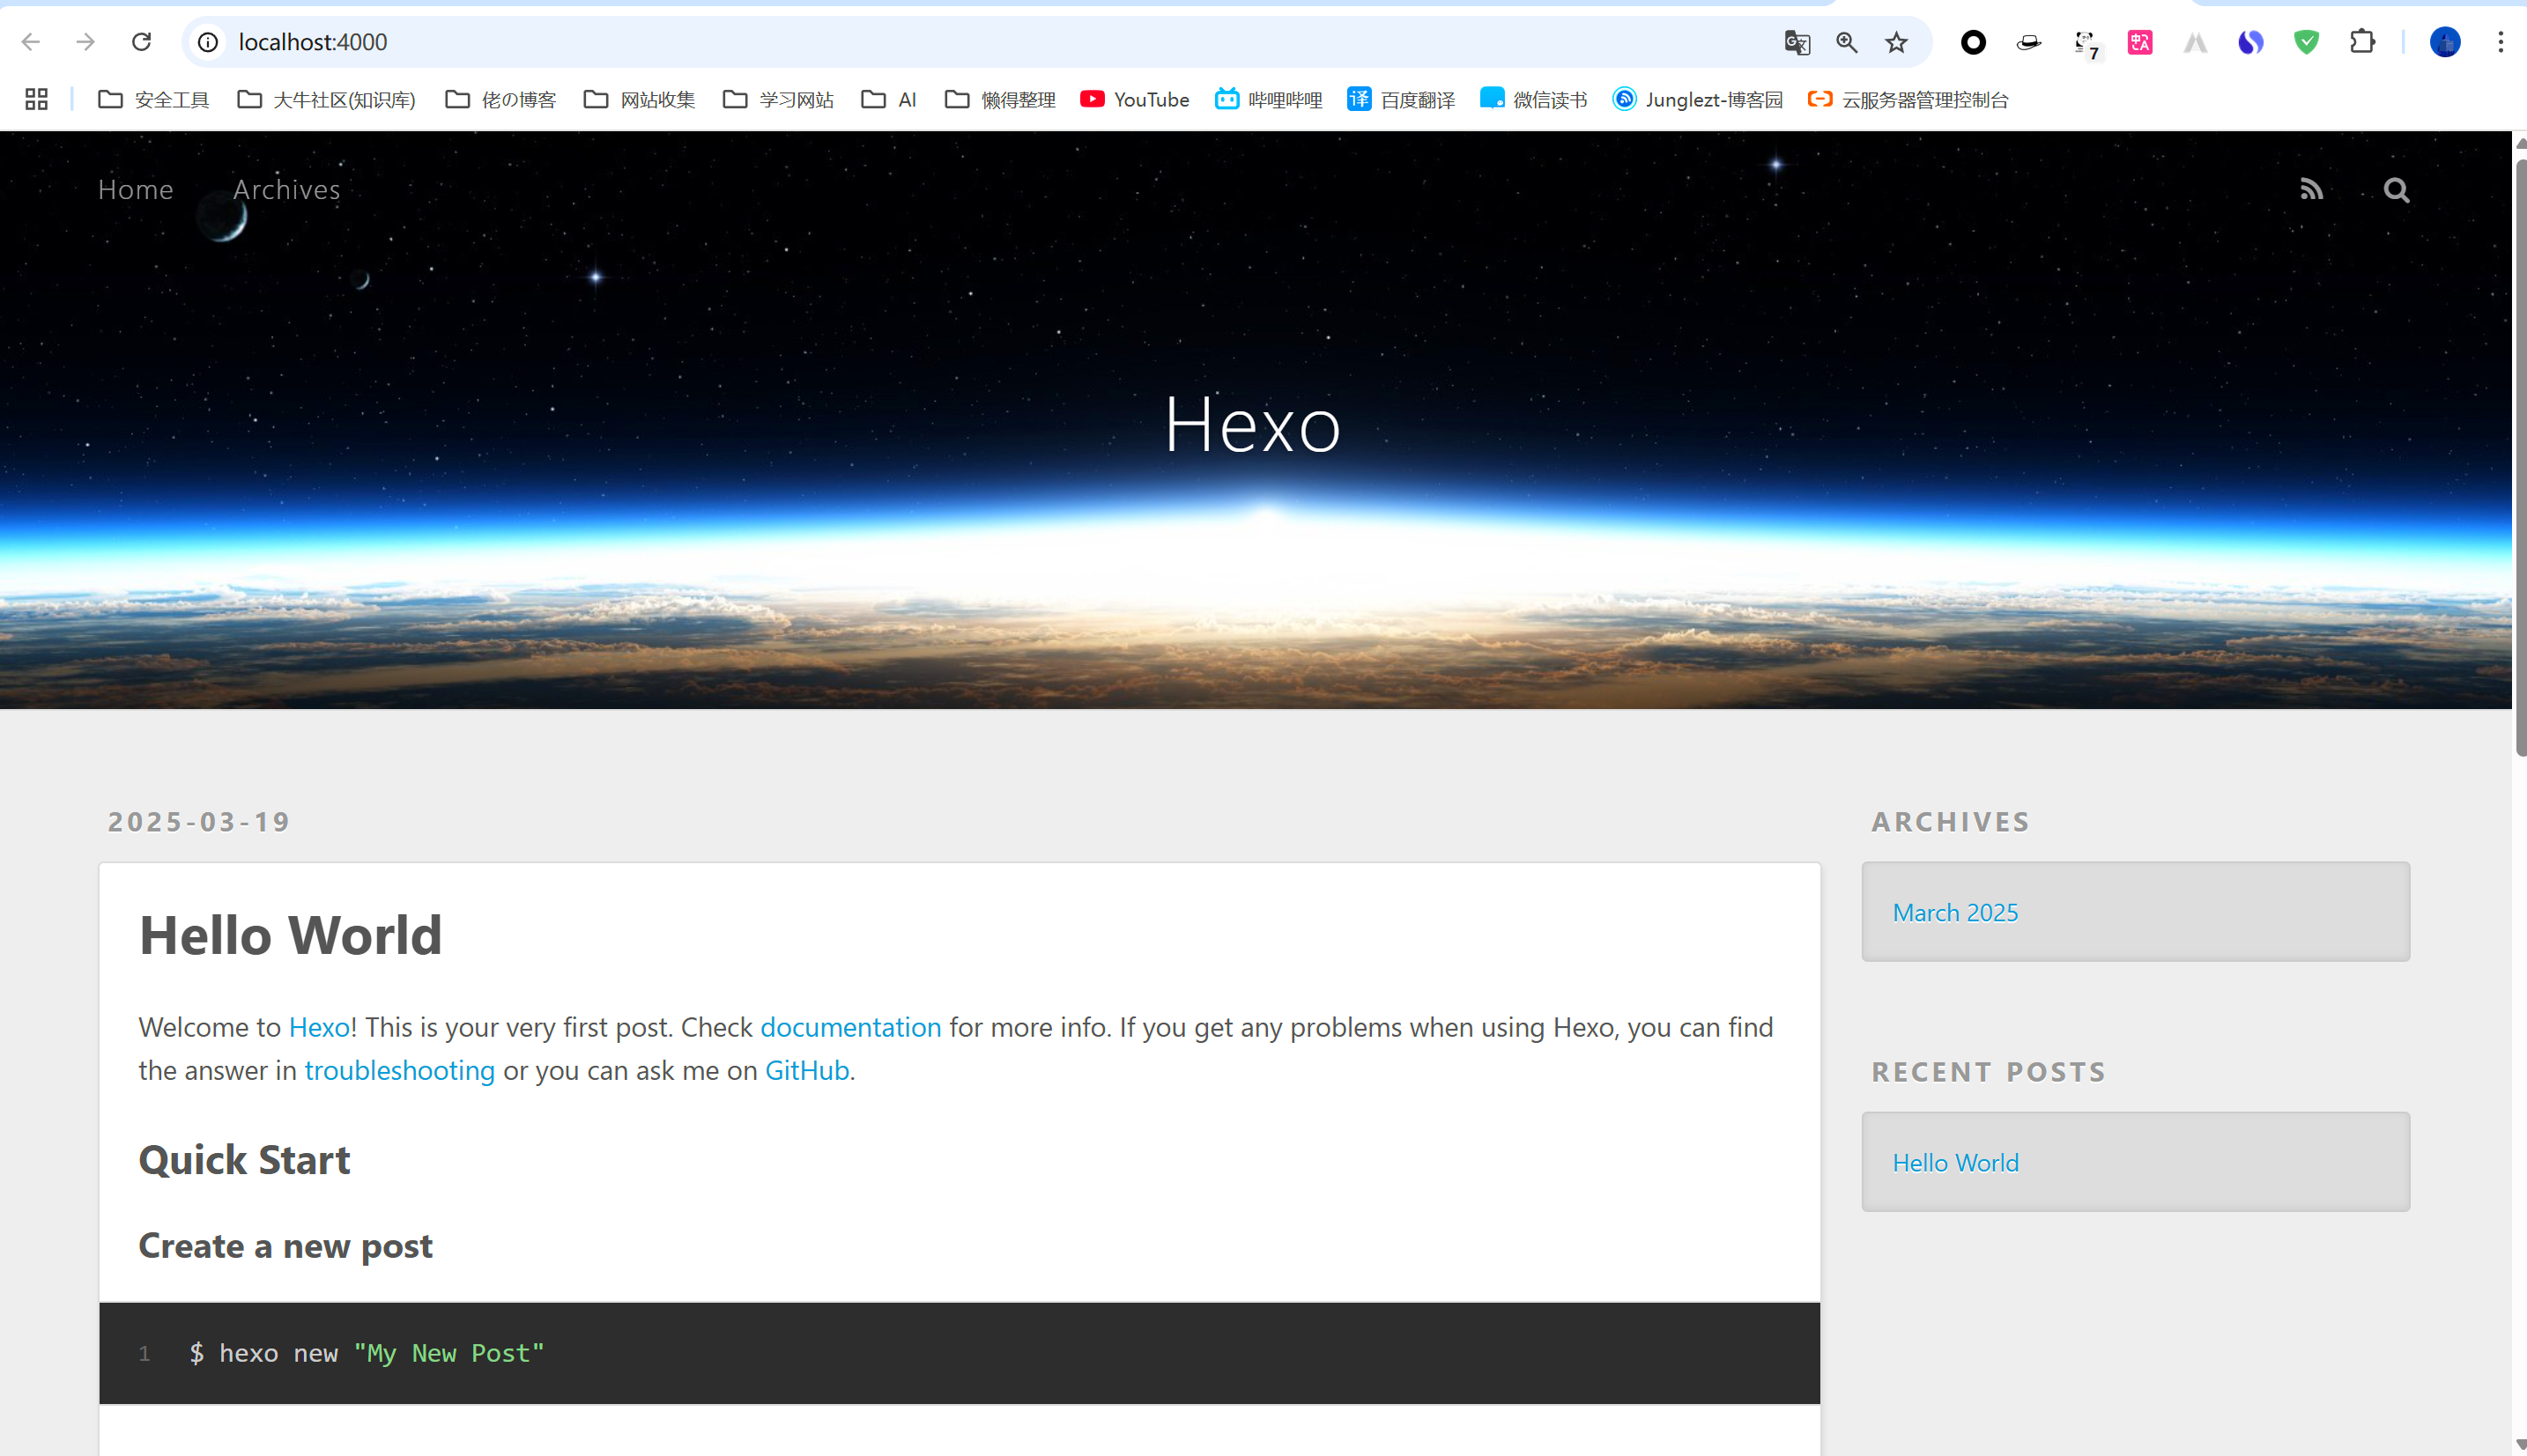 localhost:4000
7
安全工具 大牛社区(知识库) 佬の博客 网站收集 学习网站 AI 懒得整理 YouTube 哔哩哔哩 译 百度翻译 微信读书 Junglezt-博客园 云服务器管理控制台
Home Archives
Hexo
2025-03-19
Hello World
Welcome to Hexo! This is your very first post. Check documentation for more info. If you get any problems when using Hexo, you can find
the answer in troubleshooting or you can ask me on GitHub.
Quick Start
Create a new post
1 $ hexo new "My New Post"
ARCHIVES
March 2025
RECENT POSTS
Hello World